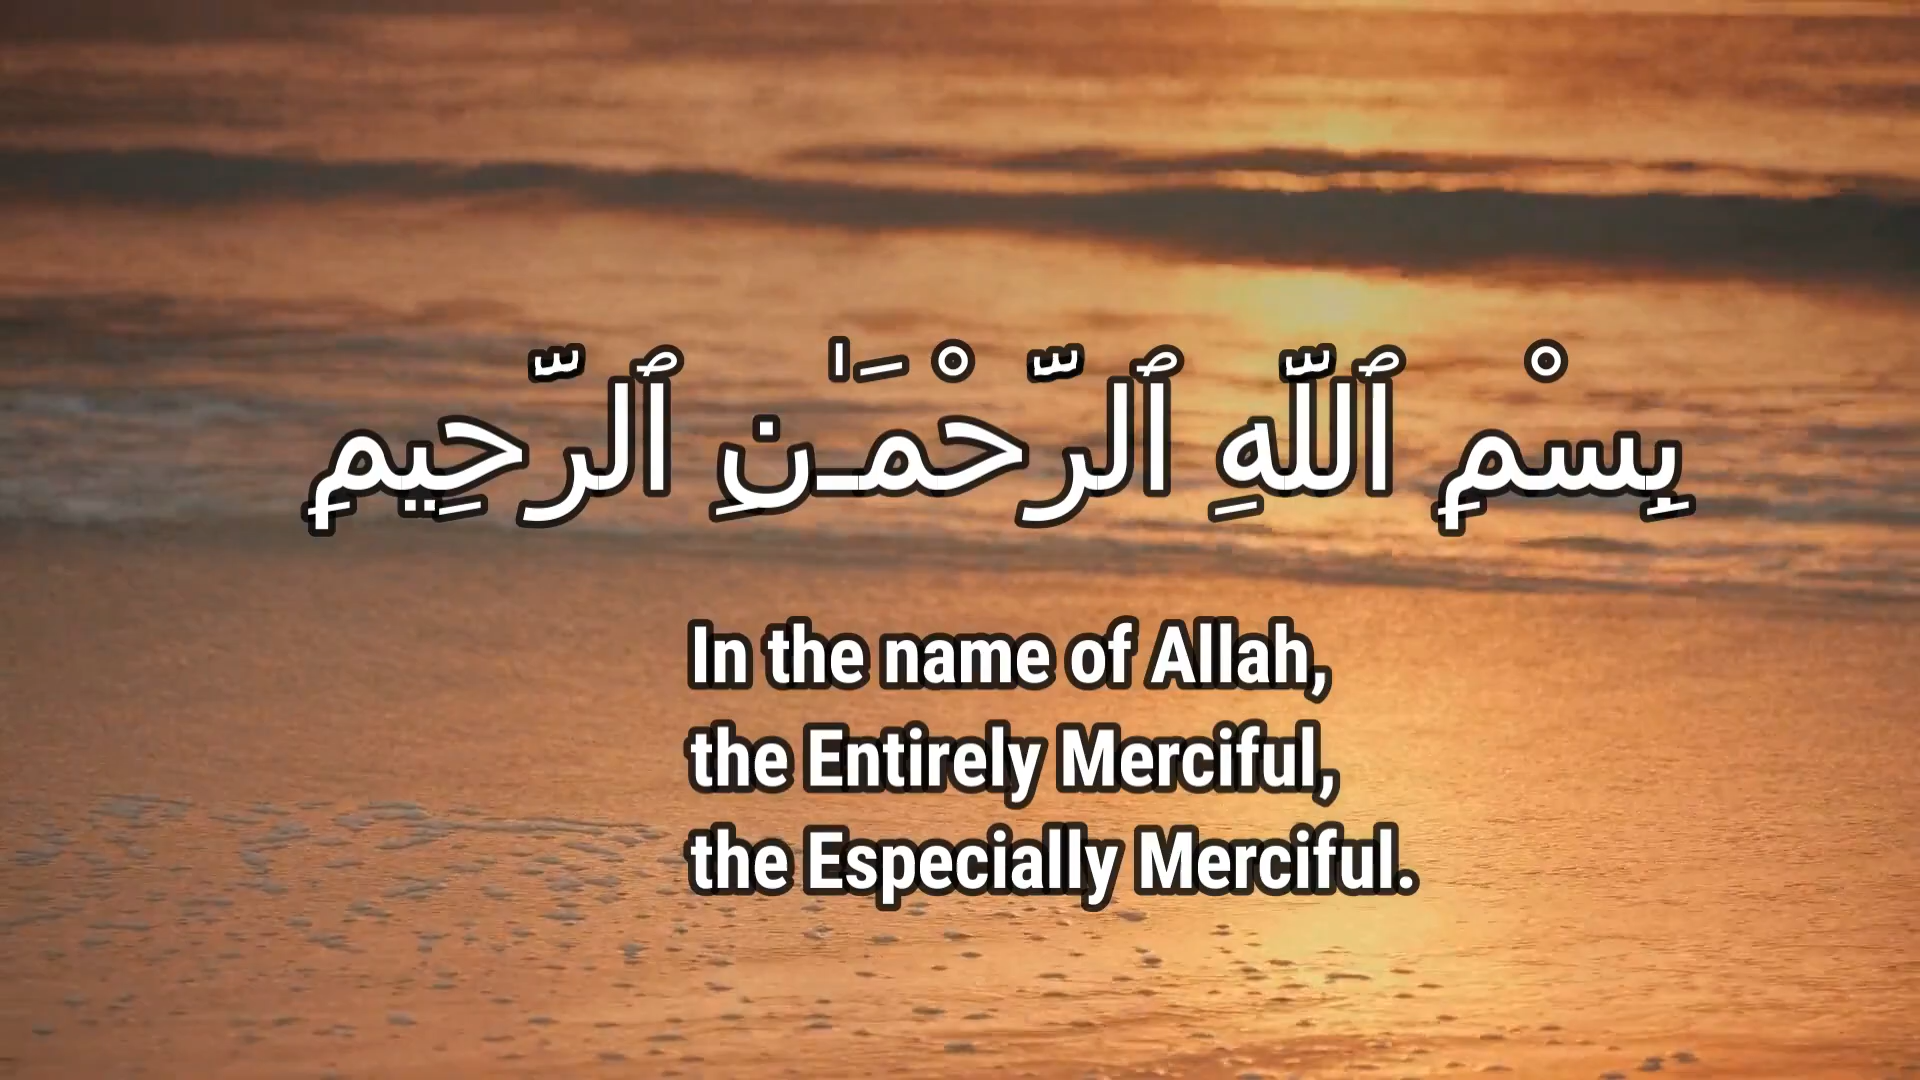 بِسْمِ ٱللّهِ ٱلرّحْمَـٰنِ ٱلرّحِيمِ
In the name of Allah,
the Entirely Merciful,
the Especially Merciful.